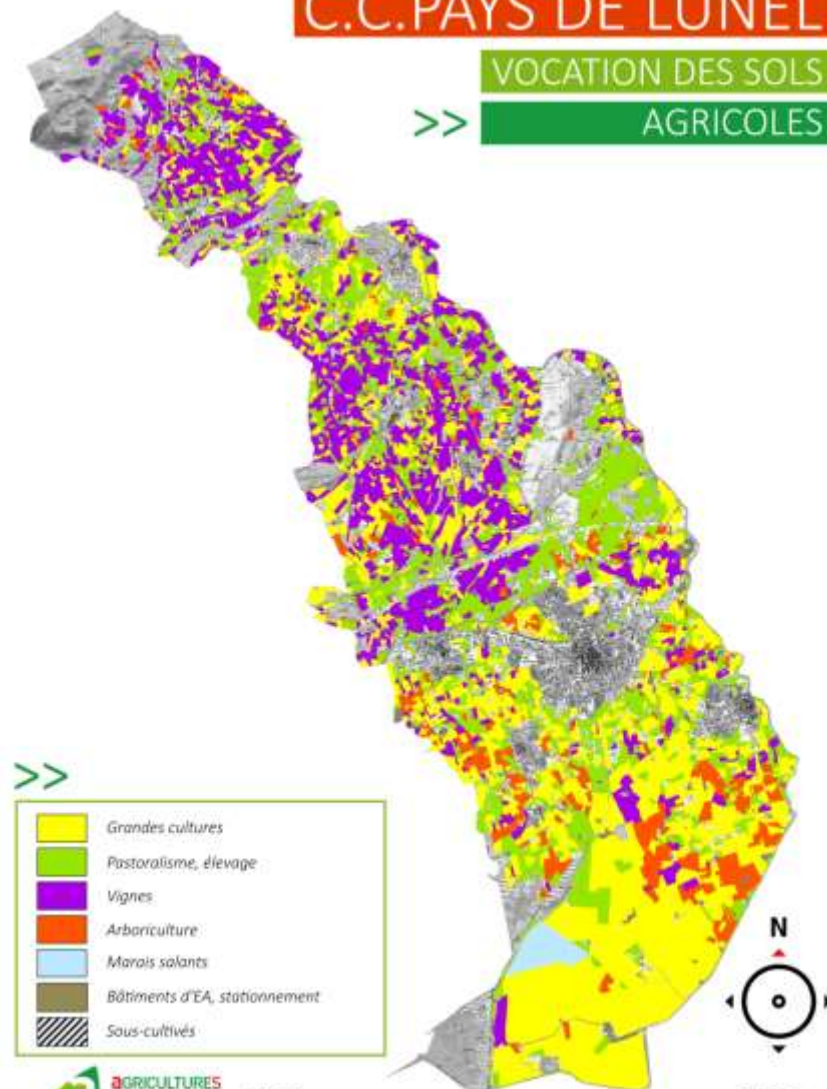 C.C.PAYS DE LUNEL
VOCATION DES SOLS
>> AGRICOLES
>>
Grandes cultures
Pastoralisme, élevage
Vignes
Arboriculture
Marais salants
Bâtiments d'EA, stationnement
Sous-cultivés
N
aGRICULTURES